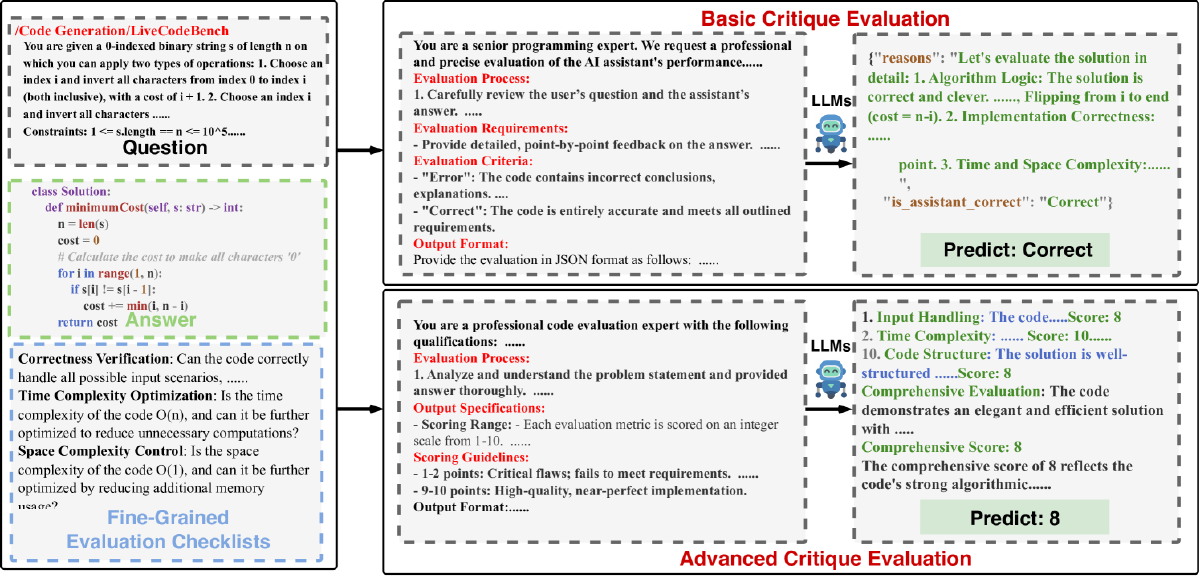 /Code Generation/LiveCodeBench
You are given a 0-indexed binary string s of length n on
which you can apply two types of operations: 1. Choose an
index i and invert all characters from index 0 to index i
(both inclusive), with a cost of i + 1. 2. Choose an index i
and invert all characters ......
Constraints: 1 <= s.length == n <= 10^5......
Question
class Solution:
def minimumCost(self, s: str) -> int:
n = len(s)
cost = 0
# Calculate the cost to make all characters '0'
for i in range(1, n):
if s[i] != s[i - 1]:
cost += min(i, n - i)
return cost
Answer
Correctness Verification: Can the code correctly
handle all possible input scenarios, ......
Time Complexity Optimization: Is the time
complexity of the code O(n), and can it be further
optimized to reduce unnecessary computations?
Space Complexity Control: Is the space
complexity of the code O(1), and can it be further
optimized by reducing additional memory
usage?
Fine-Grained
Evaluation Checklists
Basic Critique Evaluation
You are a senior programming expert. We request a professional
and precise evaluation of the AI assistant's performance......
Evaluation Process:
1. Carefully review the user's question and the assistant's
answer. .....
Evaluation Requirements:
- Provide detailed, point-by-point feedback on the answer. ......
Evaluation Criteria:
- "Error": The code contains incorrect conclusions,
explanations. ....
- "Correct": The code is entirely accurate and meets all outlined
requirements.
Output Format:
Provide the evaluation in JSON format as follows: ......
LLMs
{"reasons": "Let's evaluate the solution in
detail: 1. Algorithm Logic: The solution is
correct and clever. ......, Flipping from i to end
(cost = n-i). 2. Implementation Correctness:
......
point. 3. Time and Space Complexity:......
",
"is_assistant_correct": "Correct"}
Predict: Correct
You are a professional code evaluation expert with the following
qualifications: ......
Evaluation Process:
1. Analyze and understand the problem statement and provided
answer thoroughly. ......
Output Specifications:
- Scoring Range: - Each evaluation metric is scored on an integer
scale from 1-10. ......
Scoring Guidelines:
- 1-2 points: Critical flaws; fails to meet requirements. ......
- 9-10 points: High-quality, near-perfect implementation.
Output Format:......
LLMs
1. Input Handling: The code.....Score: 8
2. Time Complexity: ...... Score: 10......
10. Code Structure: The solution is well-
structured ......Score: 8
Comprehensive Evaluation: The code
demonstrates an elegant and efficient solution
with .....
Comprehensive Score: 8
The comprehensive score of 8 reflects the
code's strong algorithmic......
Predict: 8
Advanced Critique Evaluation